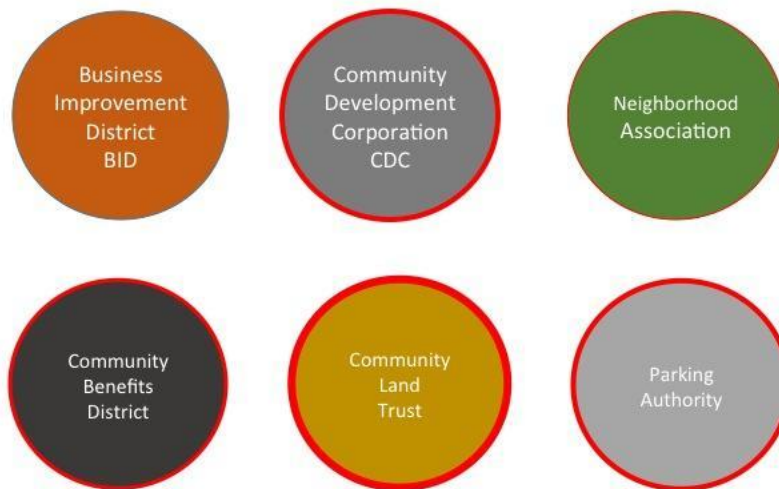 Business
Improvement
District
BID
Community
Development
Corporation
CDC
Neighborhood
Association
Community
Benefits
District
Community
Land
Trust
Parking
Authority